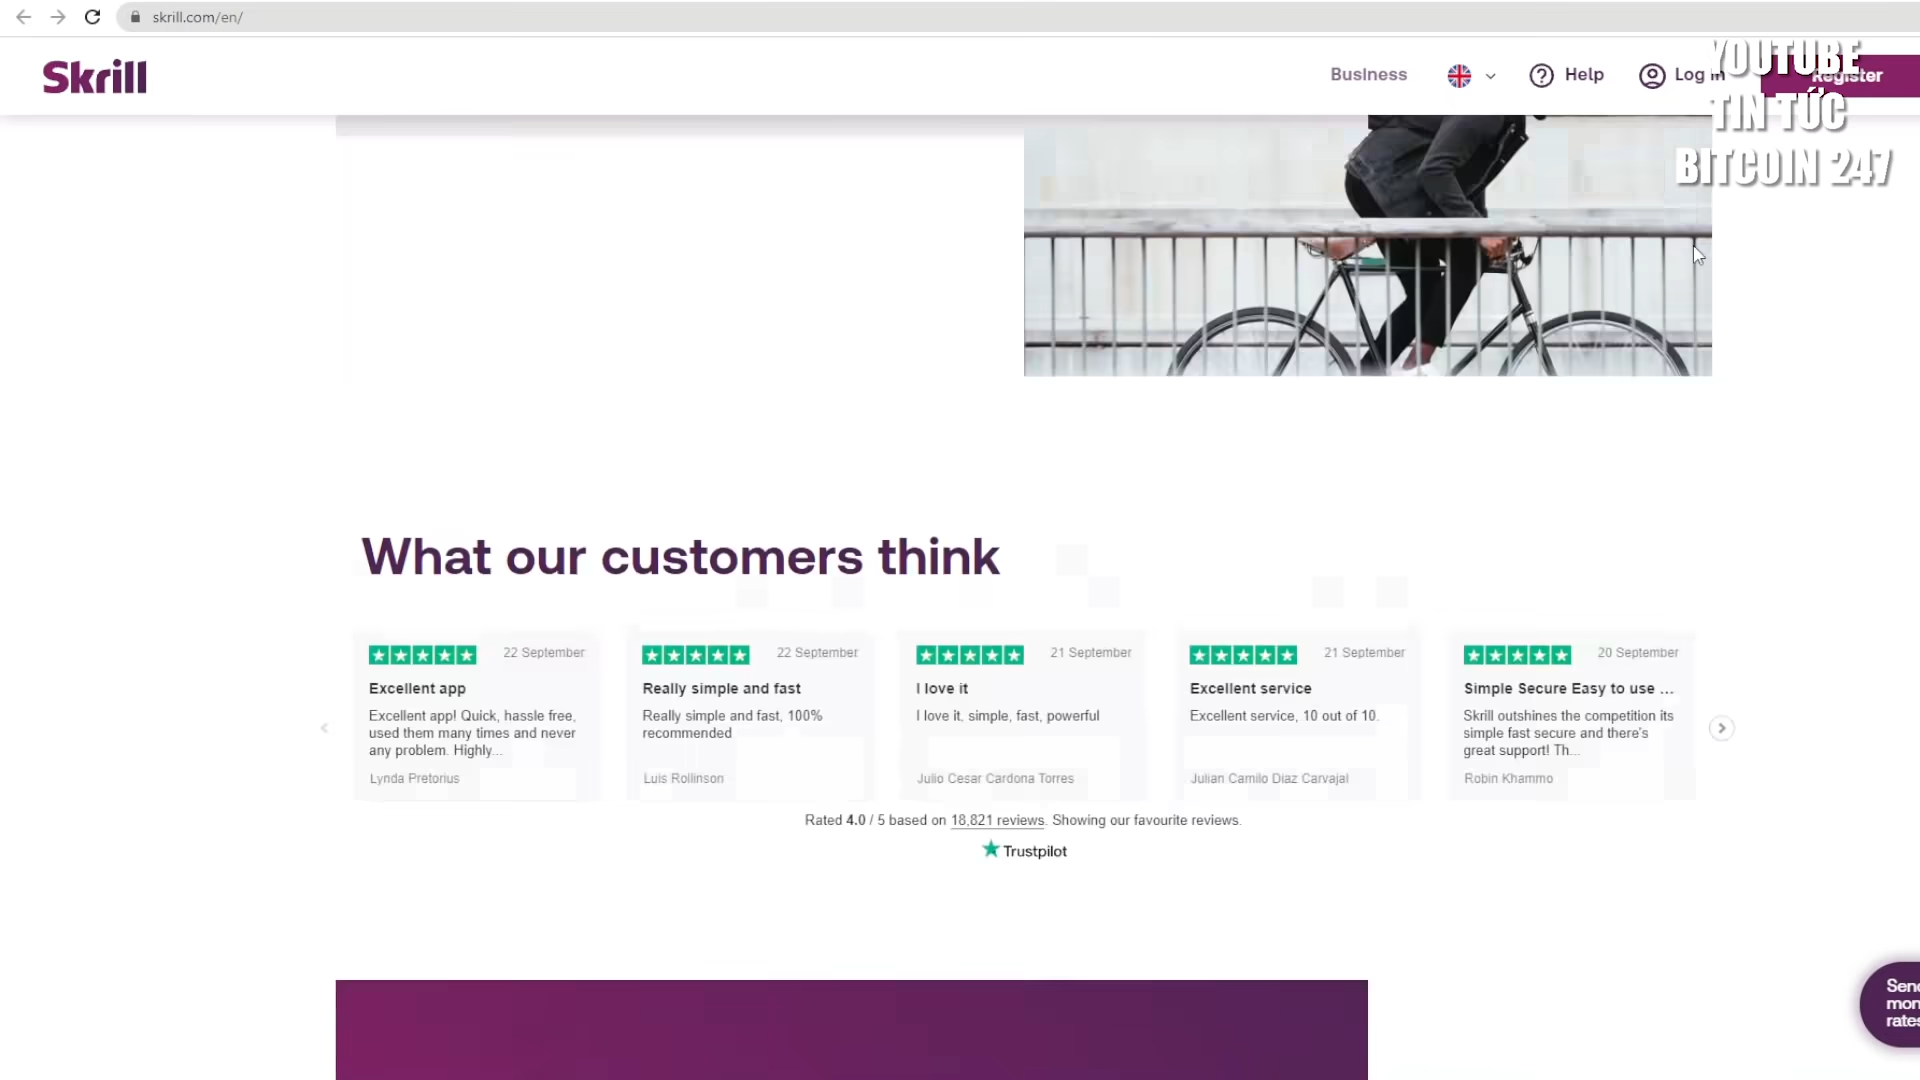 skrill.com/en/
Skrill
Business
Help
Log in
Register
YOUTUBE
TIN TỨC
BITCOIN 247
What our customers think
22 September
Excellent app
Excellent app! Quick, hassle free,
used them many times and never
any problem. Highly...
Lynda Pretorius
22 September
Really simple and fast
Really simple and fast, 100%
recommended
Luis Rollinson
21 September
I love it
I love it, simple, fast, powerful
Julio Cesar Cardona Torres
21 September
Excellent service
Excellent service, 10 out of 10.
Julian Camilo Diaz Carvajal
20 September
Simple Secure Easy to use ...
Skrill outshines the competition its
simple fast secure and there's
great support! Th...
Robin Khammo
Rated 4.0 / 5 based on 18,821 reviews. Showing our favourite reviews.
Trustpilot
Send
mon
rates